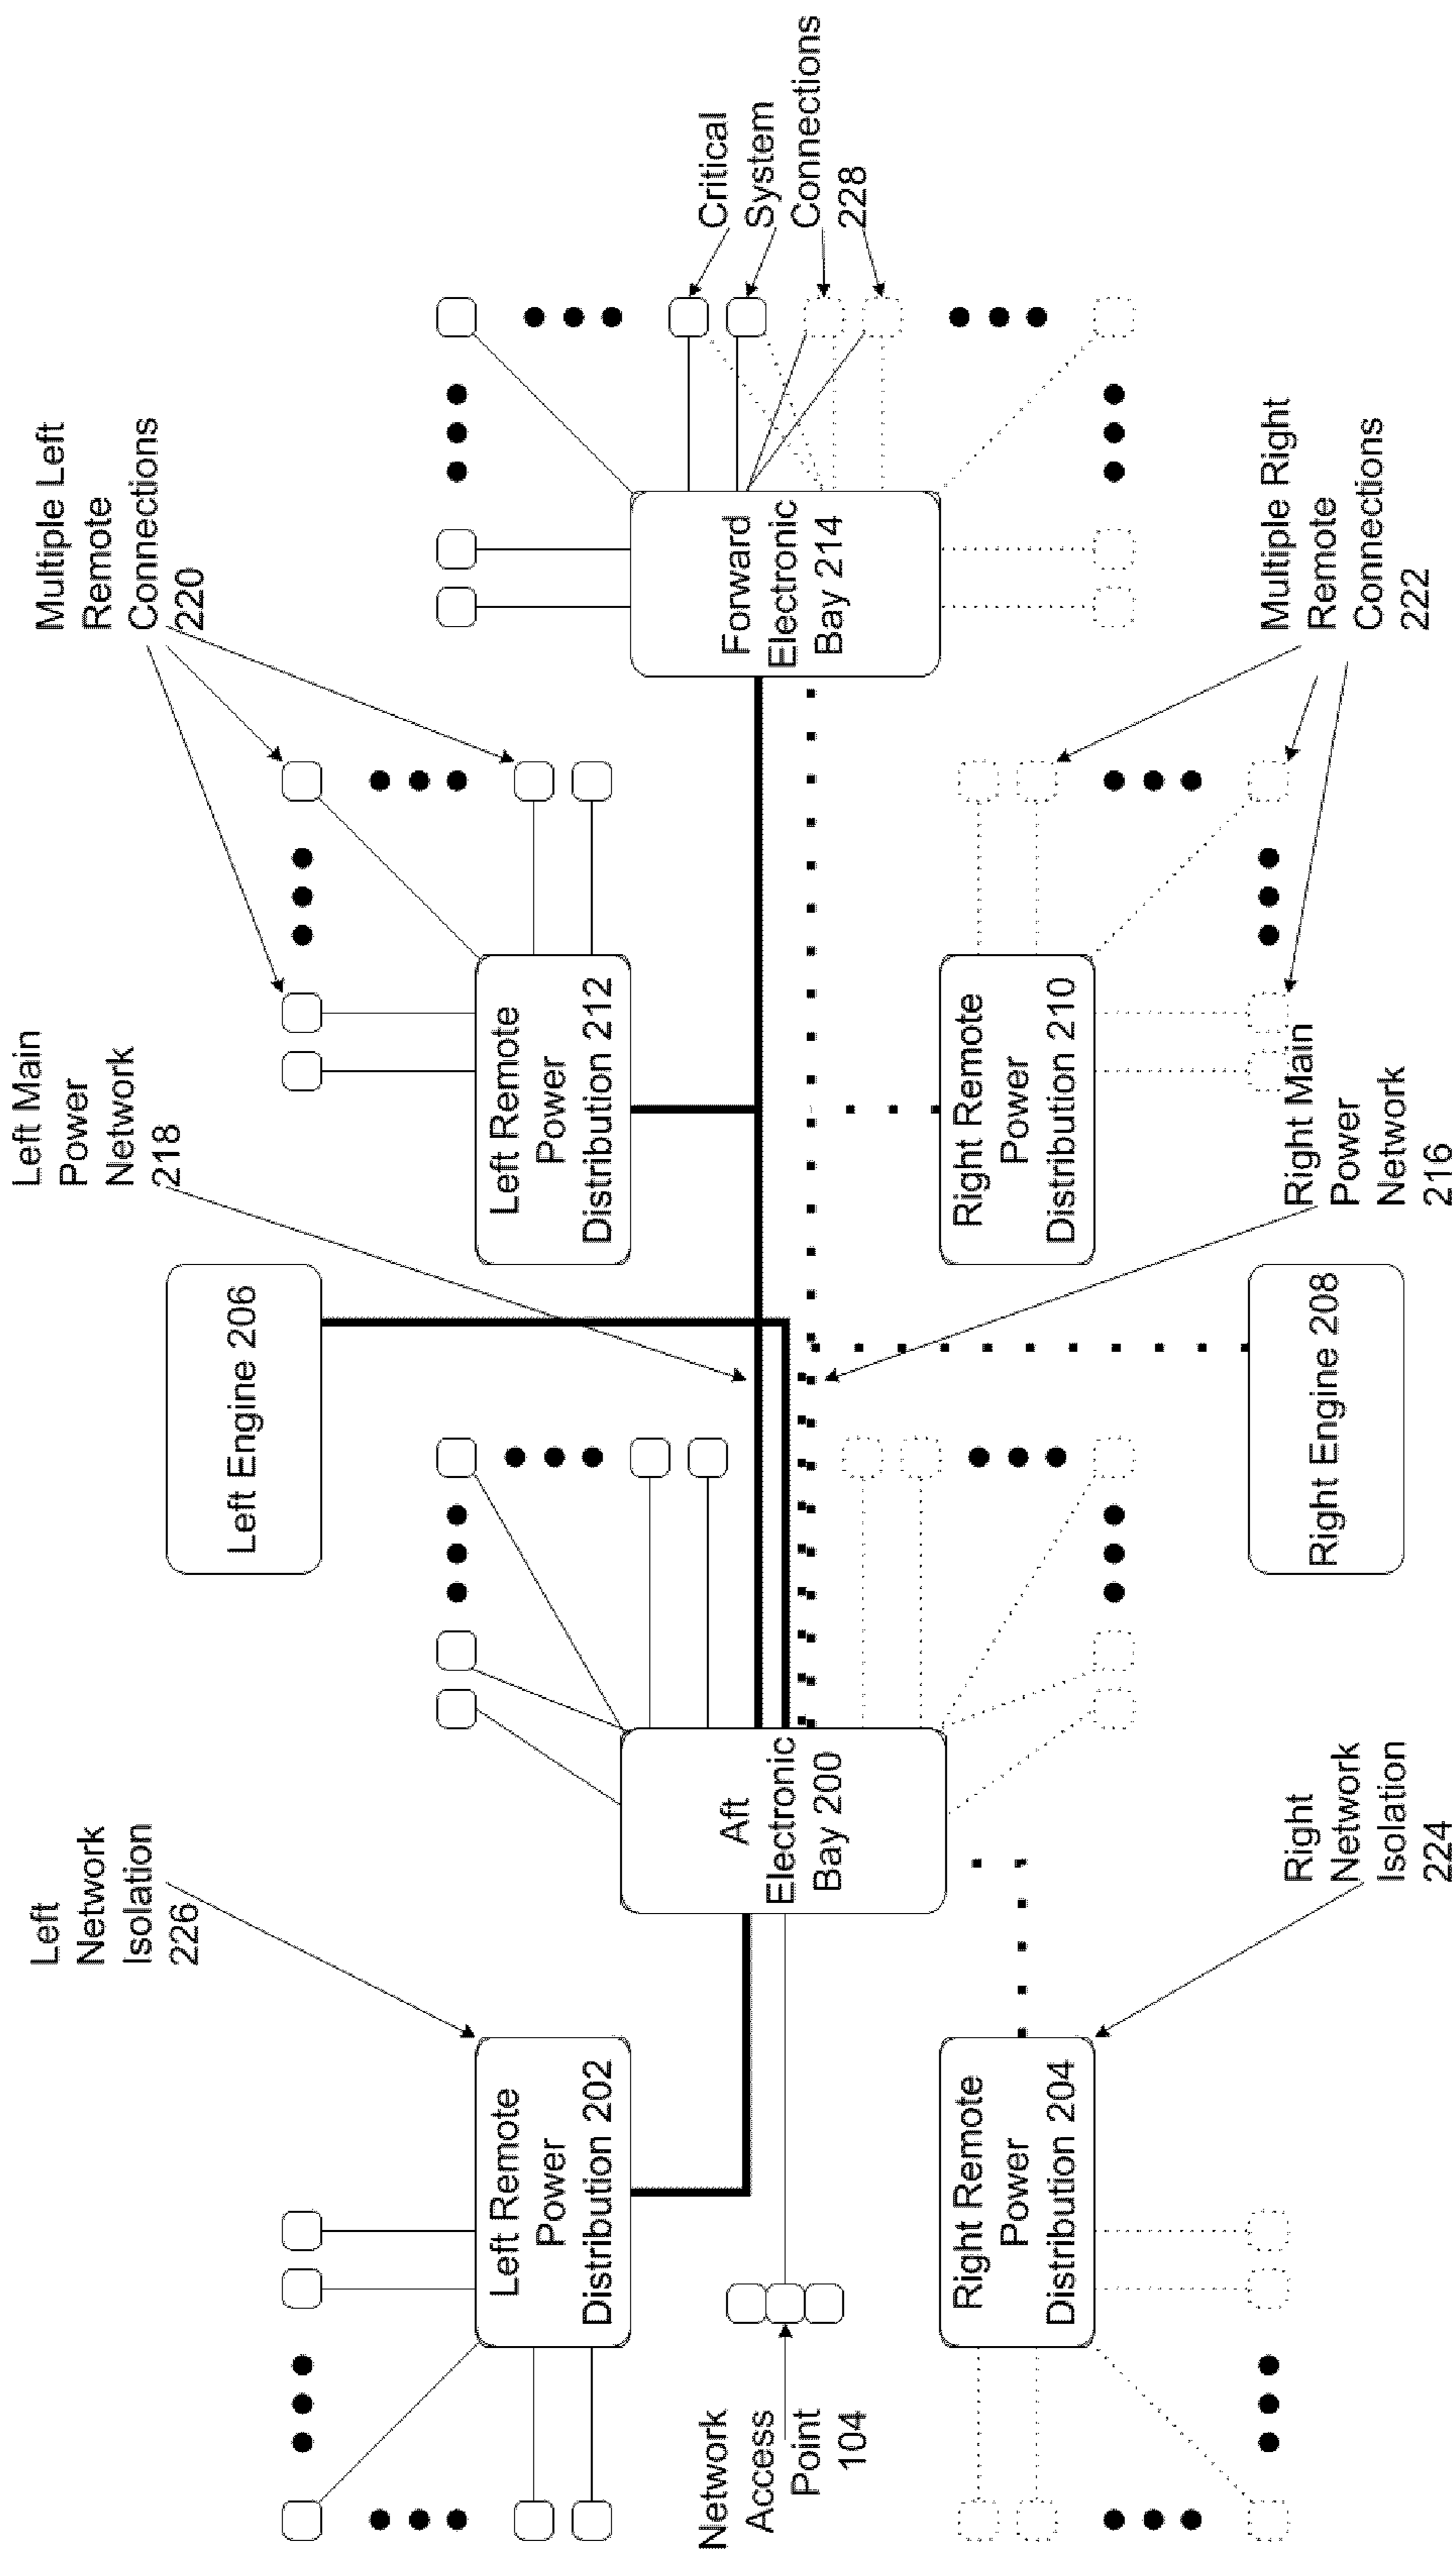 Left
Network
Isolation
226
Left Main
Power
Network
218
Multiple Left
Remote
Connections
220
Left Engine 206
Left Remote
Power
Distribution 202
Left Remote
Power
Distribution 212
Network
Access
Point
104
Aft
Electronic
Bay 200
Forward
Electronic
Bay 214
Critical
System
Connections
228
Right Remote
Power
Distribution 204
Right Remote
Power
Distribution 210
Right Engine 208
Right
Network
Isolation
224
Right Main
Power
Network
216
Multiple Right
Remote
Connections
222